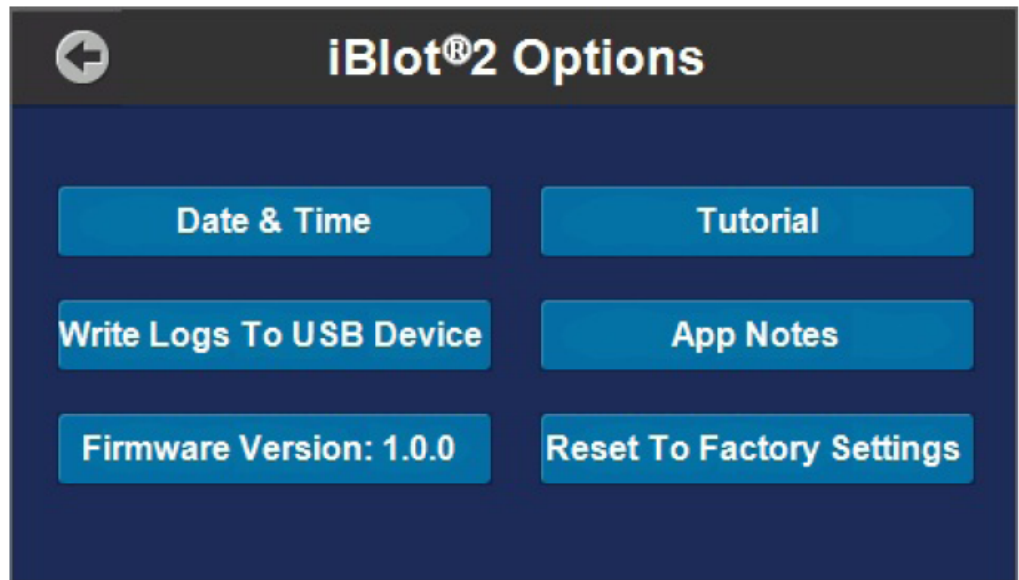 iBlot®2 Options
Date & Time
Tutorial
Write Logs To USB Device
App Notes
Firmware Version: 1.0.0
Reset To Factory Settings